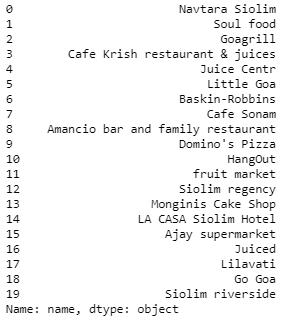 0 Navtara Siolim
1 Soul food
2 Goagrill
3 Cafe Krish restaurant & juices
4 Juice Centr
5 Little Goa
6 Baskin-Robbins
7 Cafe Sonam
8 Amancio bar and family restaurant
9 Domino's Pizza
10 HangOut
11 fruit market
12 Siolim regency
13 Monginis Cake Shop
14 LA CASA Siolim Hotel
15 Ajay supermarket
16 Juiced
17 Lilavati
18 Go Goa
19 Siolim riverside
Name: name, dtype: object